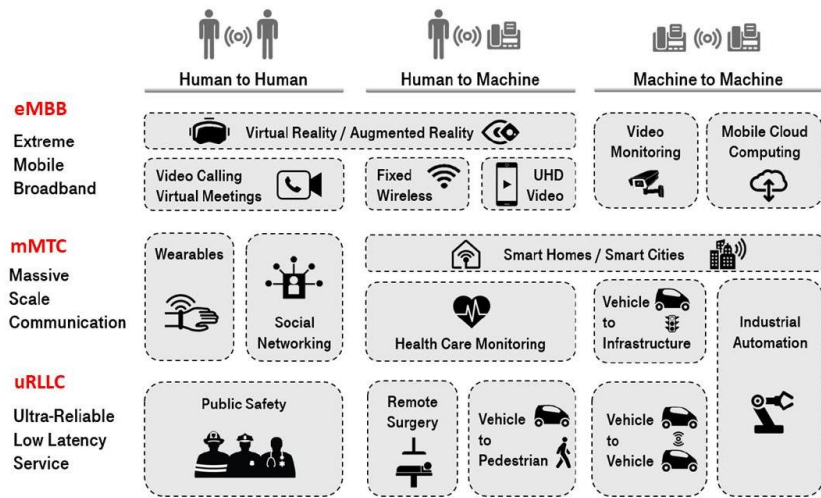 Human to Human
Human to Machine
Machine to Machine
eMBB
Extreme
Mobile
Broadband
Virtual Reality / Augmented Reality
Video Calling
Virtual Meetings
Fixed
Wireless
UHD
Video
Video
Monitoring
Mobile Cloud
Computing
mMTC
Massive
Scale
Communication
Wearables
Social
Networking
Smart Homes / Smart Cities
Health Care Monitoring
Vehicle
to
Infrastructure
Industrial
Automation
uRLLC
Ultra-Reliable
Low Latency
Service
Public Safety
Remote
Surgery
Vehicle
to
Pedestrian
Vehicle
to
Vehicle